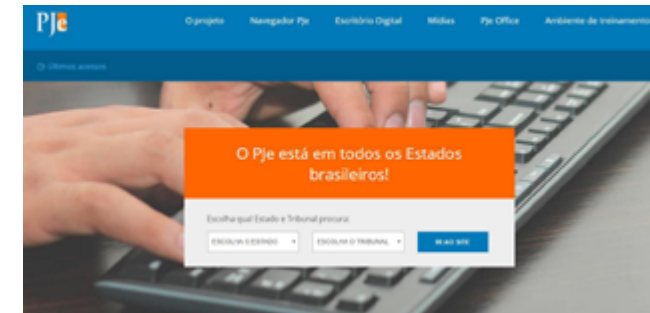 PJe
O projeto Navegador PJe Escritório Digital Mídias PJe Office Ambiente de treinamento
Últimos acessos
O PJe está em todos os Estados
brasileiros!
Escolha qual Estado e Tribunal procura:
ESCOLHA O ESTADO ESCOLHA O TRIBUNAL IR AO SITE